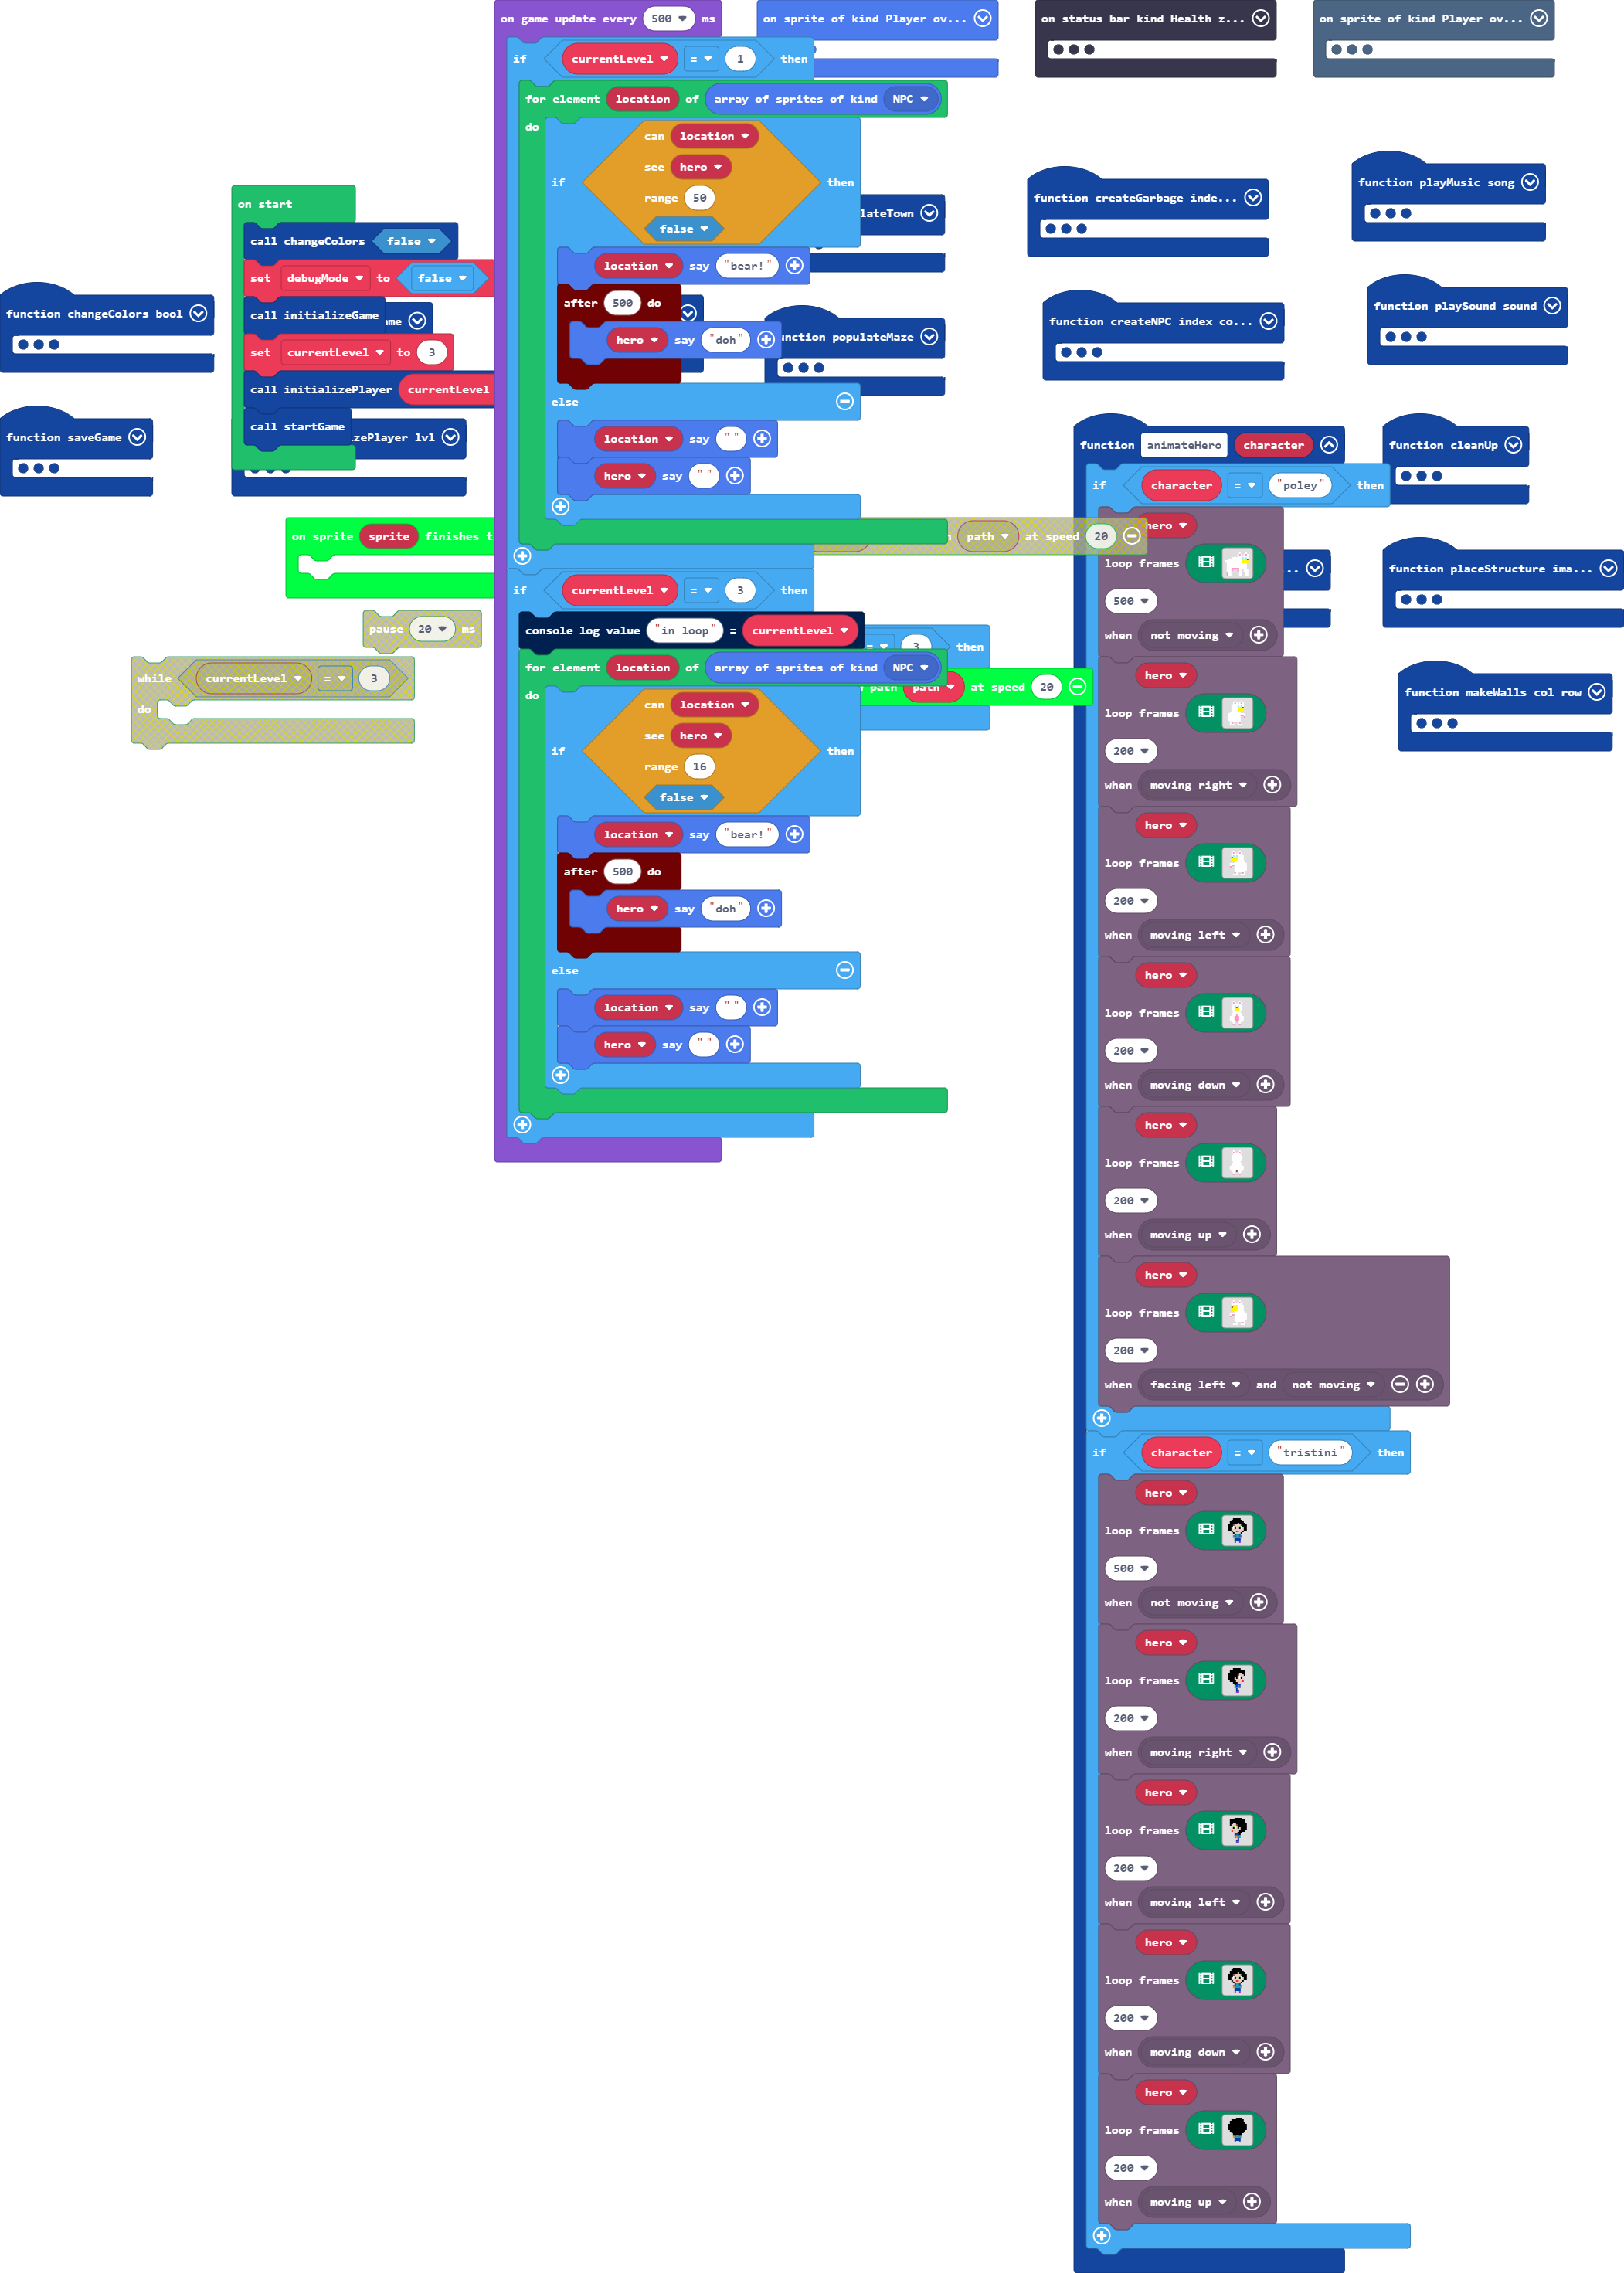 on game update every 500 ms
on sprite of kind Player ov...
on status bar kind Health z...
on sprite of kind Player ov...
if currentLevel = 1 then
for element location of array of sprites of kind NPC
do
if can location see hero range 50 false then
location say "bear!"
after 500 do
hero say "doh"
else
location say " "
hero say " "
if currentLevel = 3 then
console log value "in loop" = currentLevel
for element location of array of sprites of kind NPC
do
if can location see hero range 16 false then
location say "bear!"
after 500 do
hero say "doh"
else
location say " "
hero say " "
on start
call changeColors false
set debugMode to false
call initializeGame
set currentLevel to 3
call initializePlayer currentLevel
call startGame
function changeColors bool
function saveGame
zePlayer lvl
on sprite sprite finishes
pause 20 ms
while currentLevel = 3
do
lateTown
function populateMaze
path at speed 20
= 3 then
path path at speed 20
function createGarbage inde...
function createNPC index co...
function playMusic song
function playSound sound
function cleanUp
function placeStructure ima...
function makeWalls col row
function animateHero character
if character = "poley" then
hero
loop frames
500
when not moving
hero
loop frames
200
when moving right
hero
loop frames
200
when moving left
hero
loop frames
200
when moving down
hero
loop frames
200
when moving up
hero
loop frames
200
when facing left and not moving
if character = "tristini" then
hero
loop frames
500
when not moving
hero
loop frames
200
when moving right
hero
loop frames
200
when moving left
hero
loop frames
200
when moving down
hero
loop frames
200
when moving up